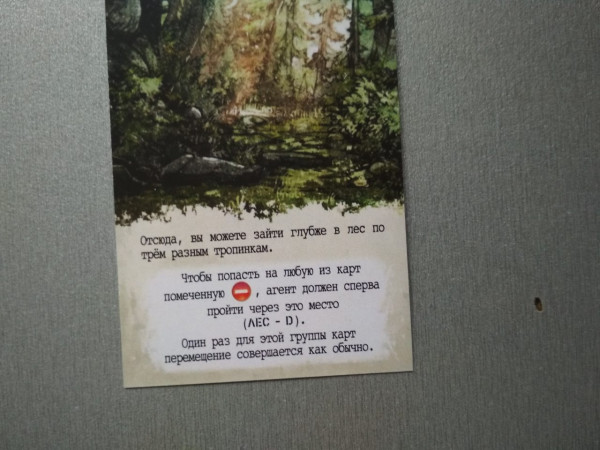 Отсюда, вы можете зайти глубже в лес по
трём разным тропинкам.
Чтобы попасть на любую из карт
помеченную , агент должен сперва
пройти через это место
(ЛЕС - D).
Один раз для этой группы карт
перемещение совершается как обычно.